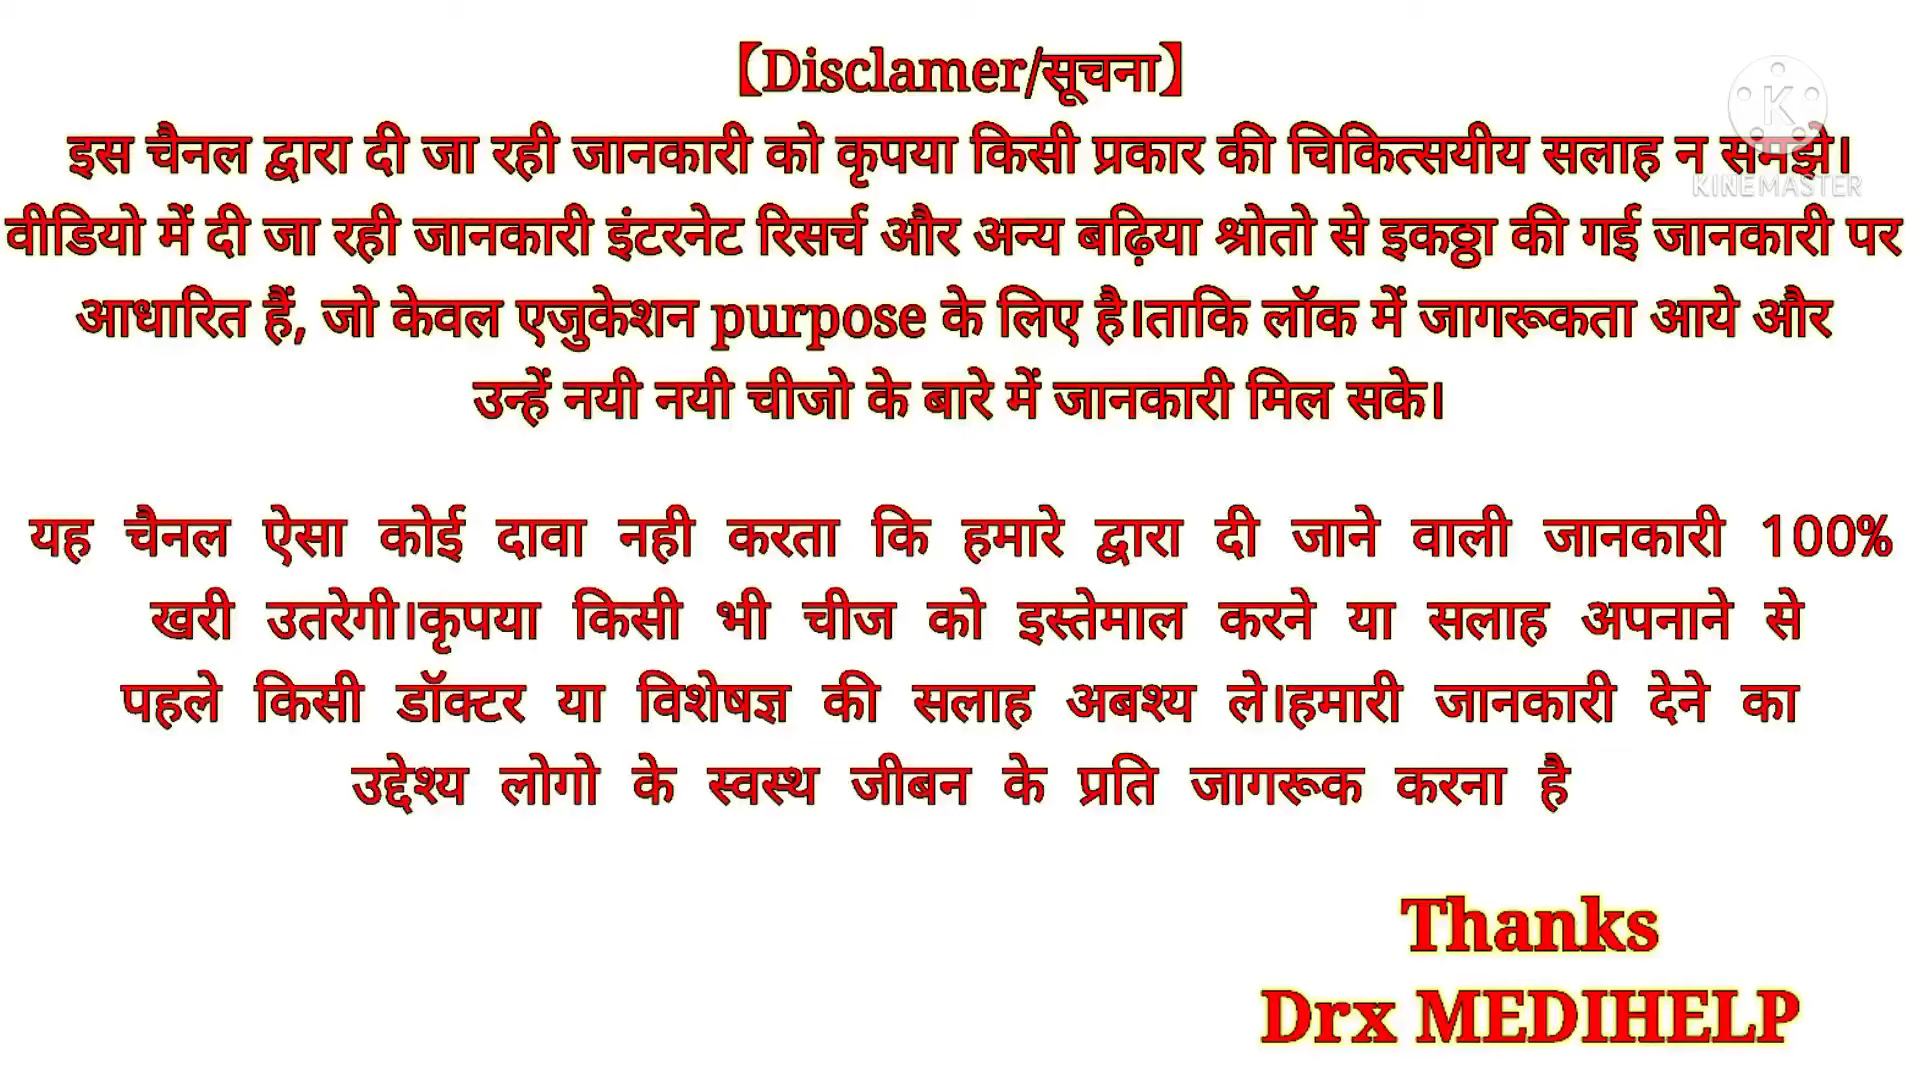 【Disclamer/सूचना】
इस चैनल द्वारा दी जा रही जानकारी को कृपया किसी प्रकार की चिकित्सयीय सलाह न समझे।
KINEMASTER
वीडियो में दी जा रही जानकारी इंटरनेट रिसर्च और अन्य बढ़िया श्रोतो से इकठ्ठा की गई जानकारी पर
आधारित हैं, जो केवल एजुकेशन purpose के लिए है।ताकि लॉक में जागरूकता आये और
उन्हें नयी नयी चीजो के बारे में जानकारी मिल सके।
यह चैनल ऐसा कोई दावा नही करता कि हमारे द्वारा दी जाने वाली जानकारी 100%
खरी उतरेगी।कृपया किसी भी चीज को इस्तेमाल करने या सलाह अपनाने से
पहले किसी डॉक्टर या विशेषज्ञ की सलाह अबश्य ले।हमारी जानकारी देने का
उद्देश्य लोगो के स्वस्थ जीबन के प्रति जागरूक करना है
Thanks
Drx MEDIHELP